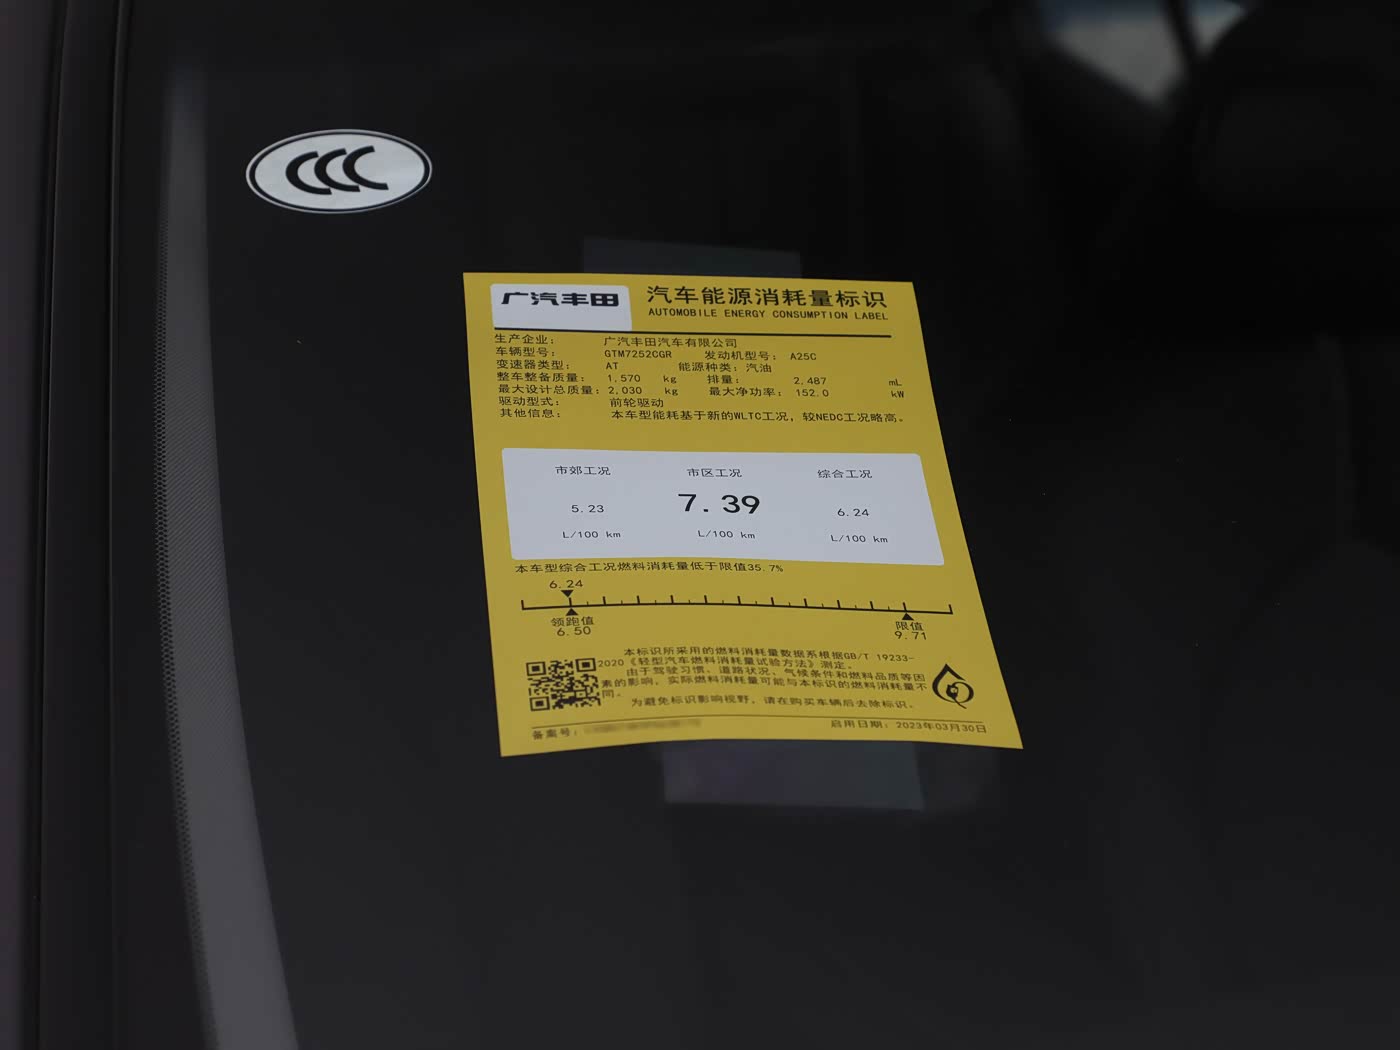 CCC
广汽丰田
汽车能源消耗量标识
AUTOMOBILE ENERGY CONSUMPTION LABEL
生产企业： 广汽丰田汽车有限公司
车辆型号： GTM7252CGR 发动机型号： A25C
变速器类型： AT 能源种类：汽油
整车整备质量： 1,570 kg 排量： 2,487 mL
最大设计总质量： 2,030 kg 最大净功率： 152.0 kW
驱动型式： 前轮驱动
其他信息： 本车型能耗基于新的WLTC工况，较NEDC工况略高。
市郊工况 市区工况 综合工况
5.23 7.39 6.24
L/100 km L/100 km L/100 km
本车型综合工况燃料消耗量低于限值35.7%
6.24
领跑值 限值
6.50 9.71
本标识所采用的燃料消耗量数据系根据GB/T 19233-
2020《轻型汽车燃料消耗量试验方法》测定。
由于驾驶习惯、道路状况、气候条件和燃料品质等因
素的影响，实际燃料消耗量可能与本标识的燃料消耗量不
同。
为避免标识影响视野，请在购买车辆后去除标识。
备案号： 启用日期：2023年03月30日